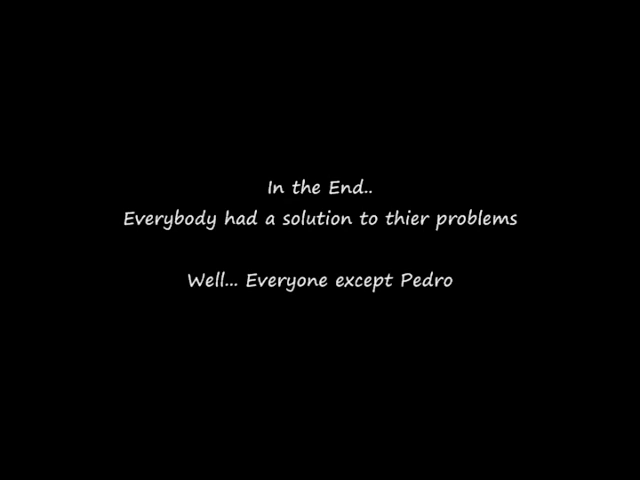 In the End..
Everybody had a solution to thier problems
Well... Everyone except Pedro